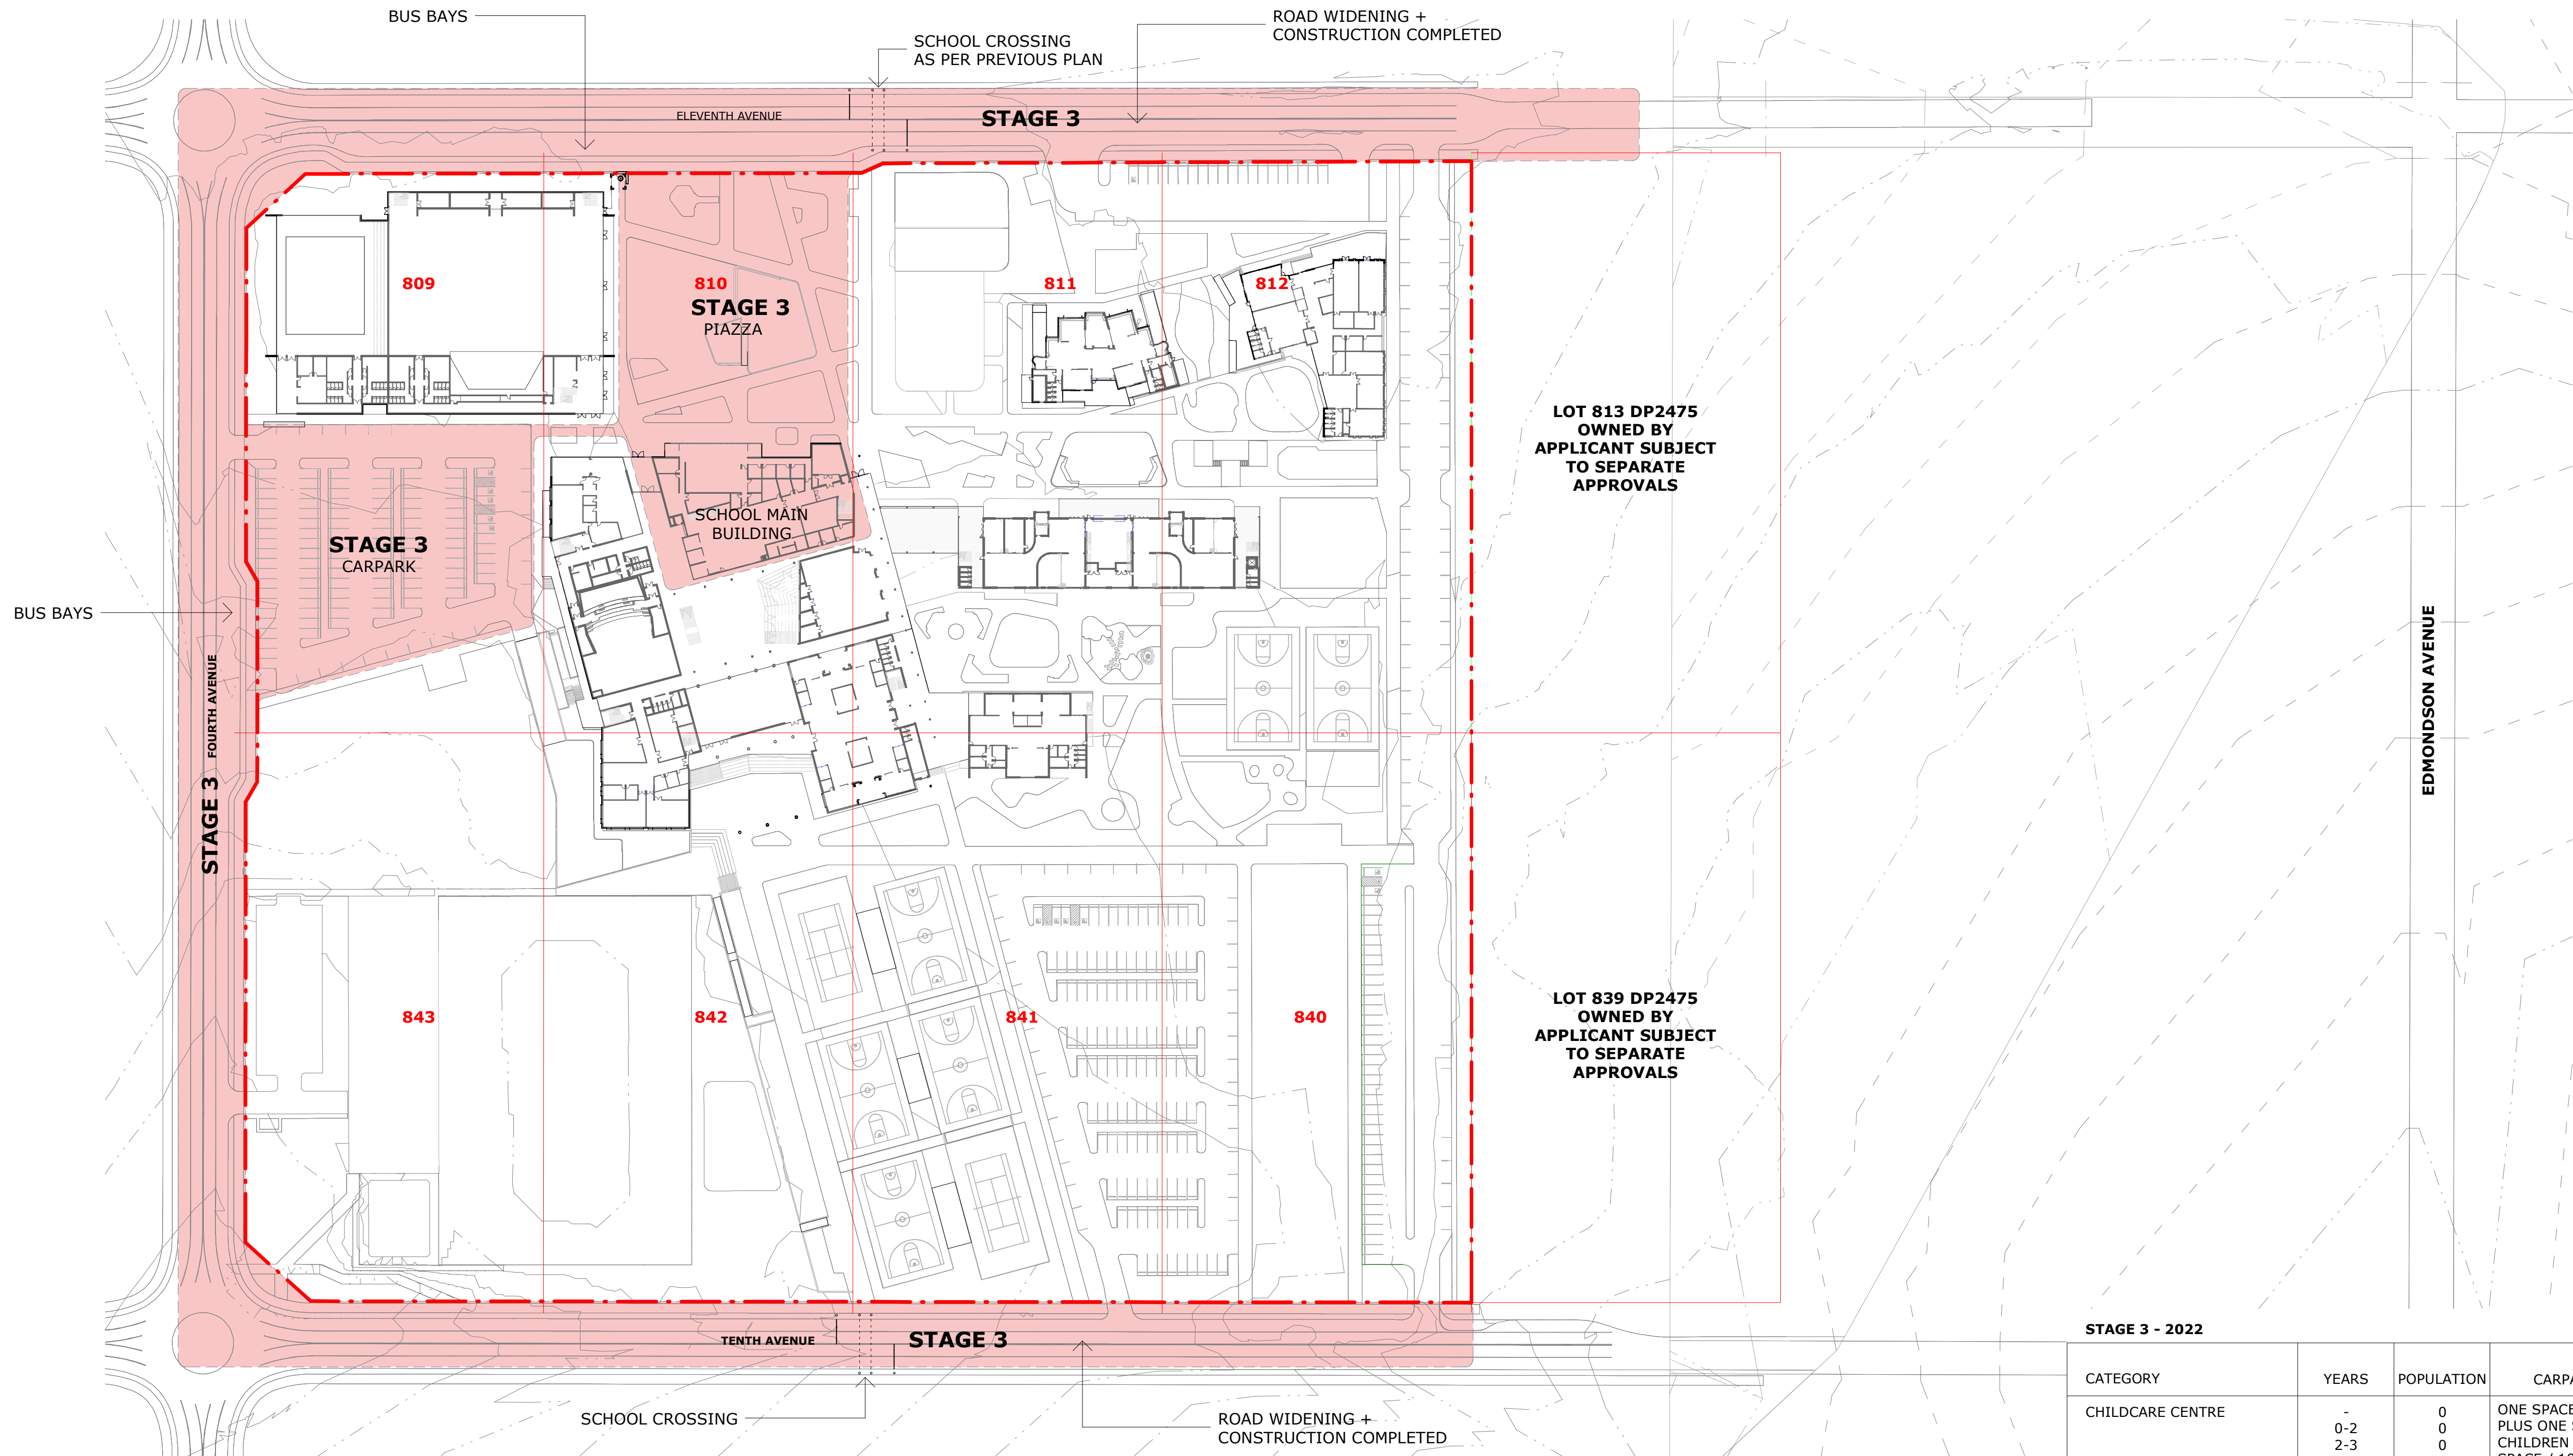 BUS BAYS
SCHOOL CROSSING
AS PER PREVIOUS PLAN
ROAD WIDENING +
CONSTRUCTION COMPLETED
ELEVENTH AVENUE
STAGE 3
809
810
STAGE 3
PIAZZA
811
812
LOT 813 DP2475
OWNED BY
APPLICANT SUBJECT
TO SEPARATE
APPROVALS
SCHOOL MAIN
BUILDING
STAGE 3
CARPARK
BUS BAYS
FOURTH AVENUE
STAGE 3
EDMONDSON AVENUE
843
842
841
840
LOT 839 DP2475
OWNED BY
APPLICANT SUBJECT
TO SEPARATE
APPROVALS
TENTH AVENUE
STAGE 3
SCHOOL CROSSING
ROAD WIDENING +
CONSTRUCTION COMPLETED
STAGE 3 - 2022
CATEGORY YEARS POPULATION
CHILDCARE CENTRE - 0 ONE SPACE
0-2 0 PLUS ONE
2-3 0 CHILDREN